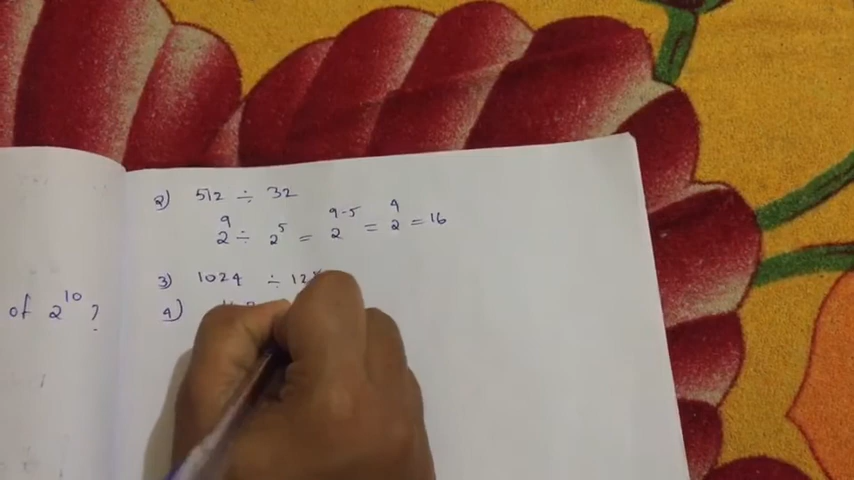 of 2^10 ?
2) 512 ÷ 32
2^9 ÷ 2^5 = 2^9-5 = 2^4 = 16
3) 1024 ÷
4)